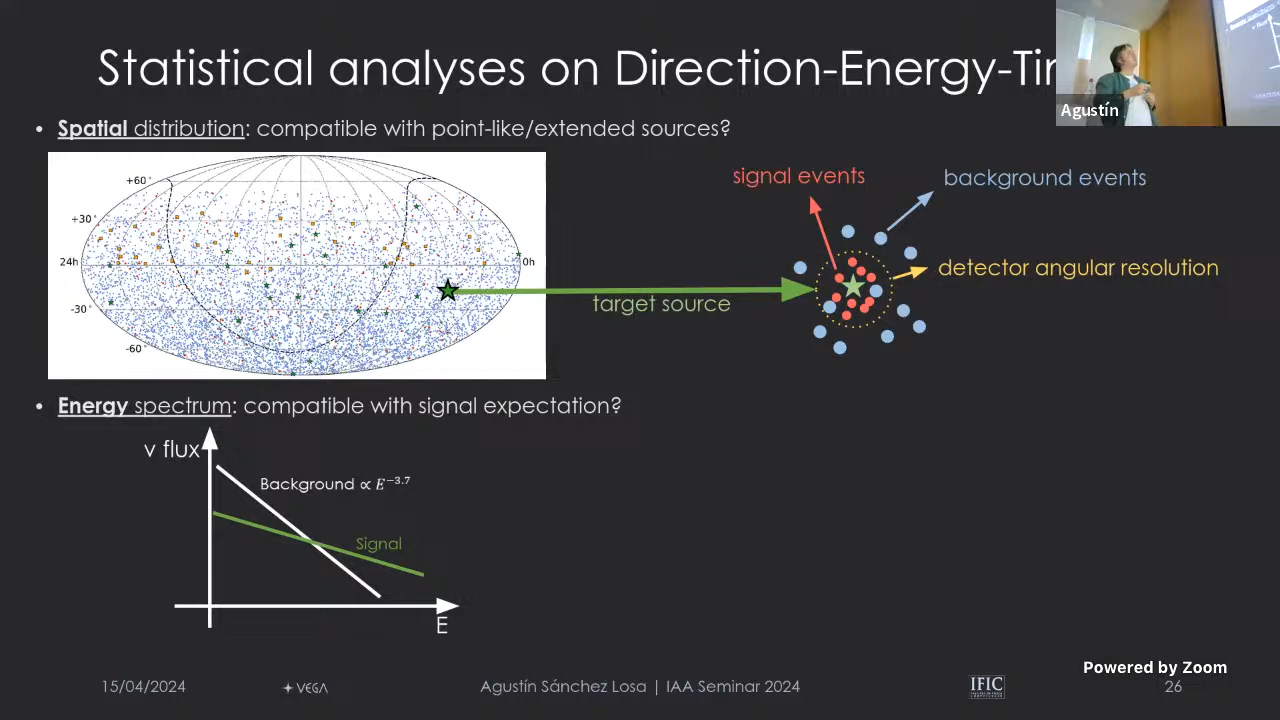 Statistical analyses on Direction-Energy-Ti
Agustín
• Spatial distribution: compatible with point-like/extended sources?
+60°
+30°
24h
0h
-30°
-60°
signal events
background events
detector angular resolution
target source
• Energy spectrum: compatible with signal expectation?
ν flux
Background ∝ E^−3.7
Signal
E
Powered by Zoom
15/04/2024
VEGA
Agustín Sánchez Losa | IAA Seminar 2024
IFIC
26